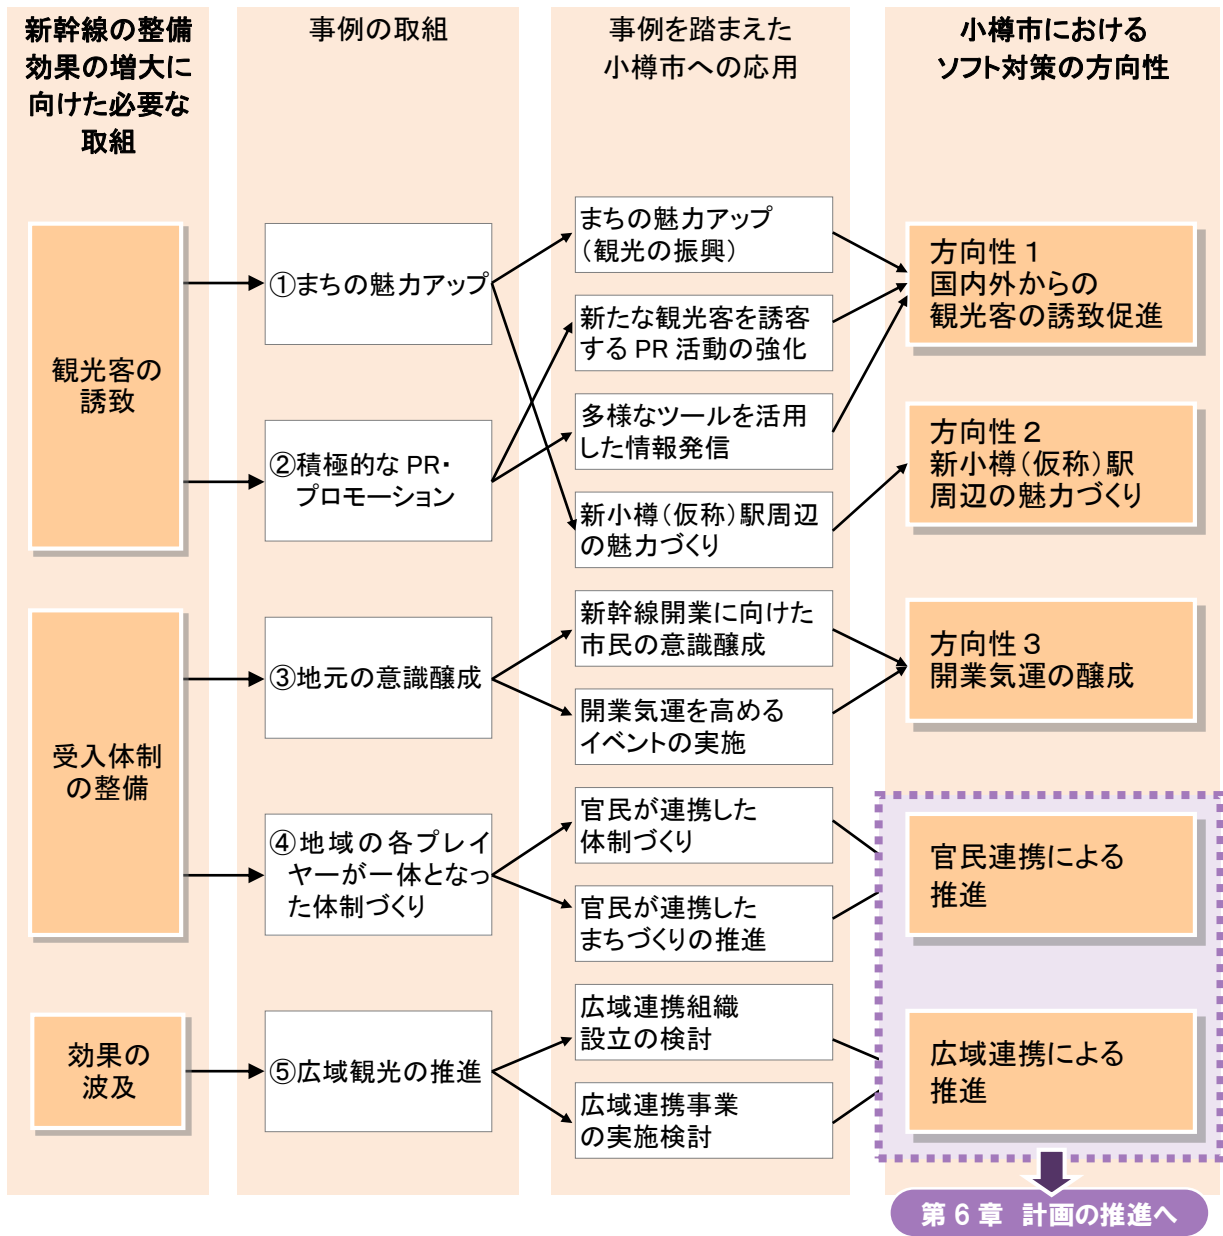 新幹線の整備
効果の増大に
向けた必要な
取組
事例の取組
事例を踏まえた
小樽市への応用
小樽市における
ソフト対策の方向性
観光客の
誘致
受入体制
の整備
効果の
波及
①まちの魅力アップ
②積極的な PR・
プロモーション
③地元の意識醸成
④地域の各プレイ
ヤーが一体となっ
た体制づくり
⑤広域観光の推進
まちの魅力アップ
（観光の振興）
新たな観光客を誘客
する PR 活動の強化
多様なツールを活用
した情報発信
新小樽（仮称）駅周辺
の魅力づくり
新幹線開業に向けた
市民の意識醸成
開業気運を高める
イベントの実施
官民が連携した
体制づくり
官民が連携した
まちづくりの推進
広域連携組織
設立の検討
広域連携事業
の実施検討
方向性１
国内外からの
観光客の誘致促進
方向性２
新小樽（仮称）駅
周辺の魅力づくり
方向性３
開業気運の醸成
官民連携による
推進
広域連携による
推進
第 6 章 計画の推進へ